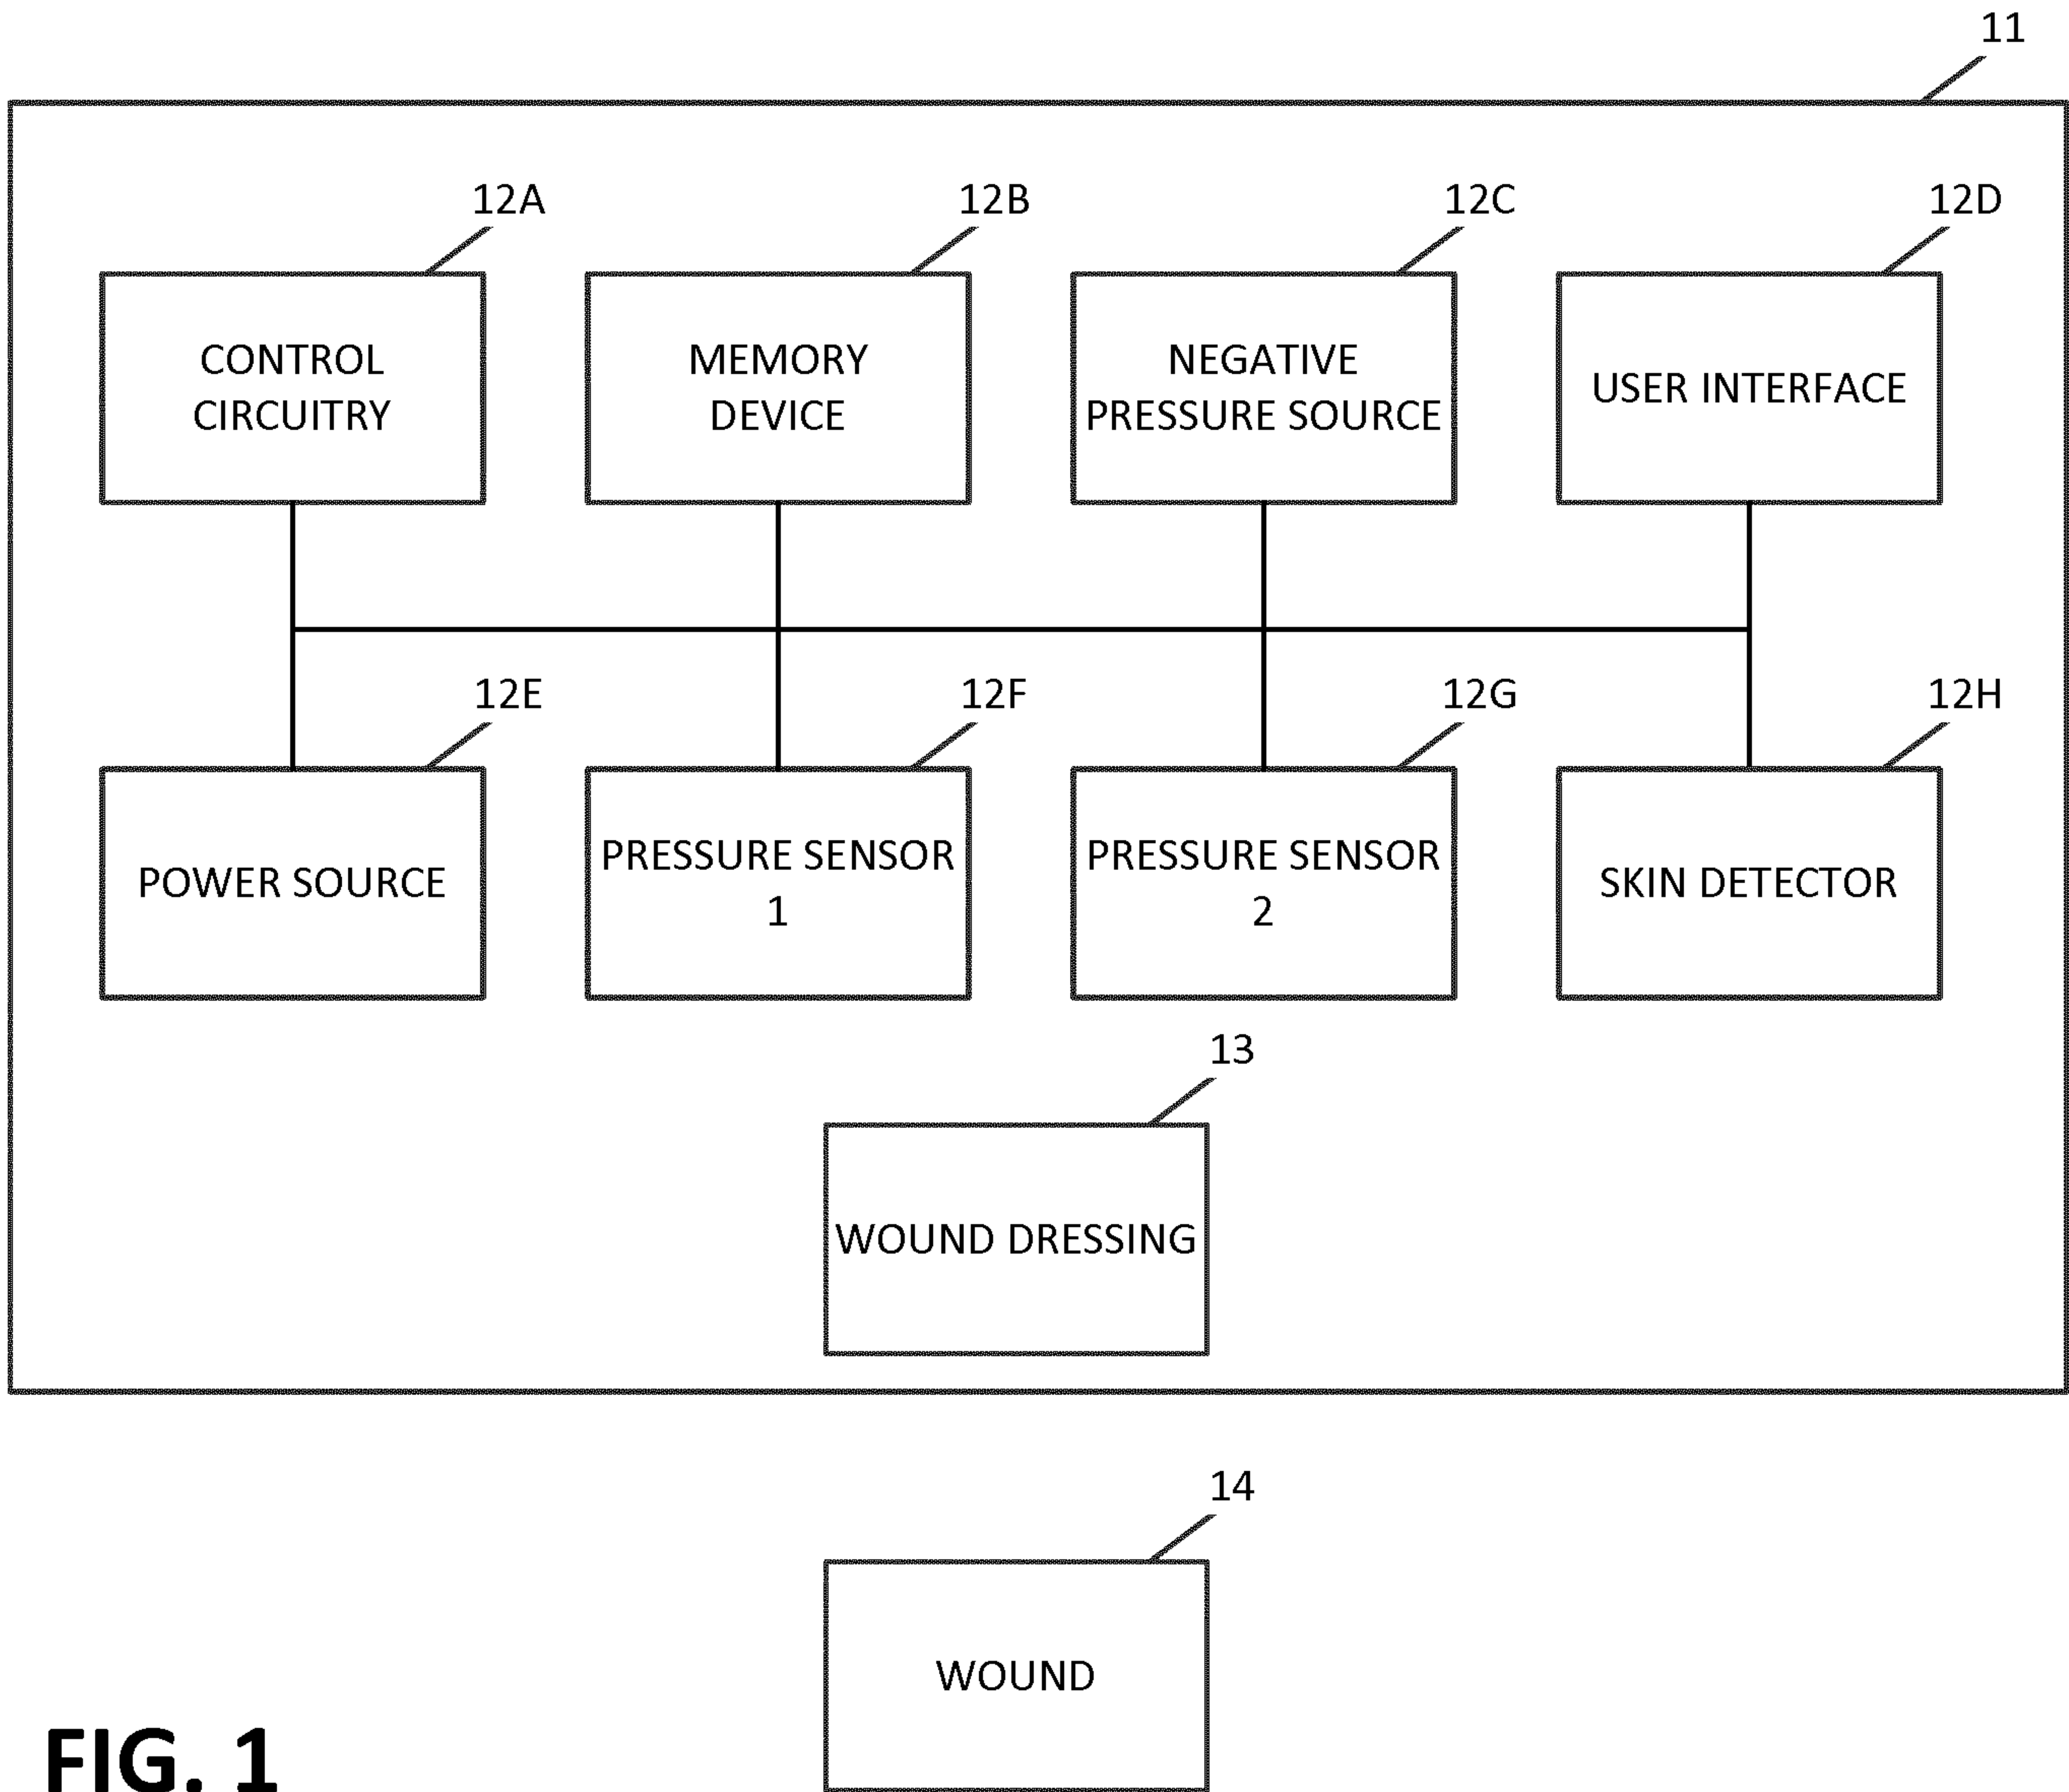 11
12A
12B
12C
12D
CONTROL
CIRCUITRY
MEMORY
DEVICE
NEGATIVE
PRESSURE SOURCE
USER INTERFACE
12E
12F
12G
12H
POWER SOURCE
PRESSURE SENSOR
1
PRESSURE SENSOR
2
SKIN DETECTOR
13
WOUND DRESSING
14
WOUND
FIG. 1